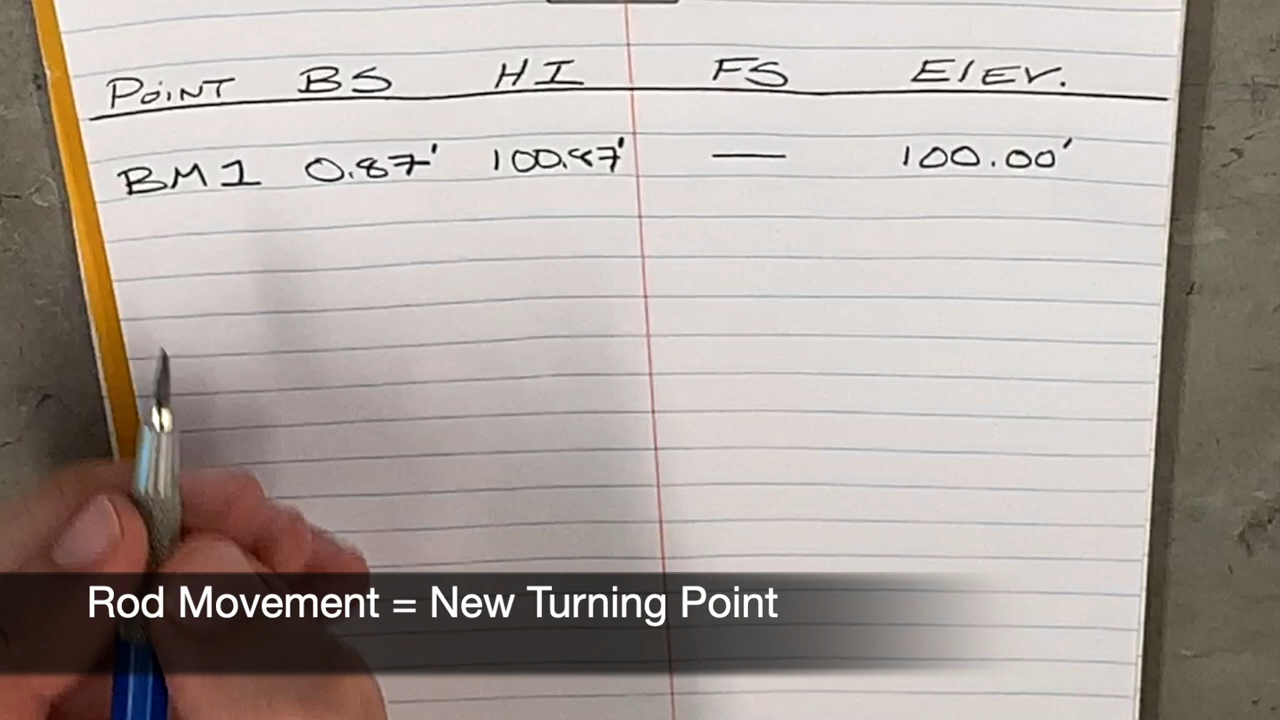 Point BS HI FS Elev.
BM1 0.87' 100.87' — 100.00'
Rod Movement = New Turning Point